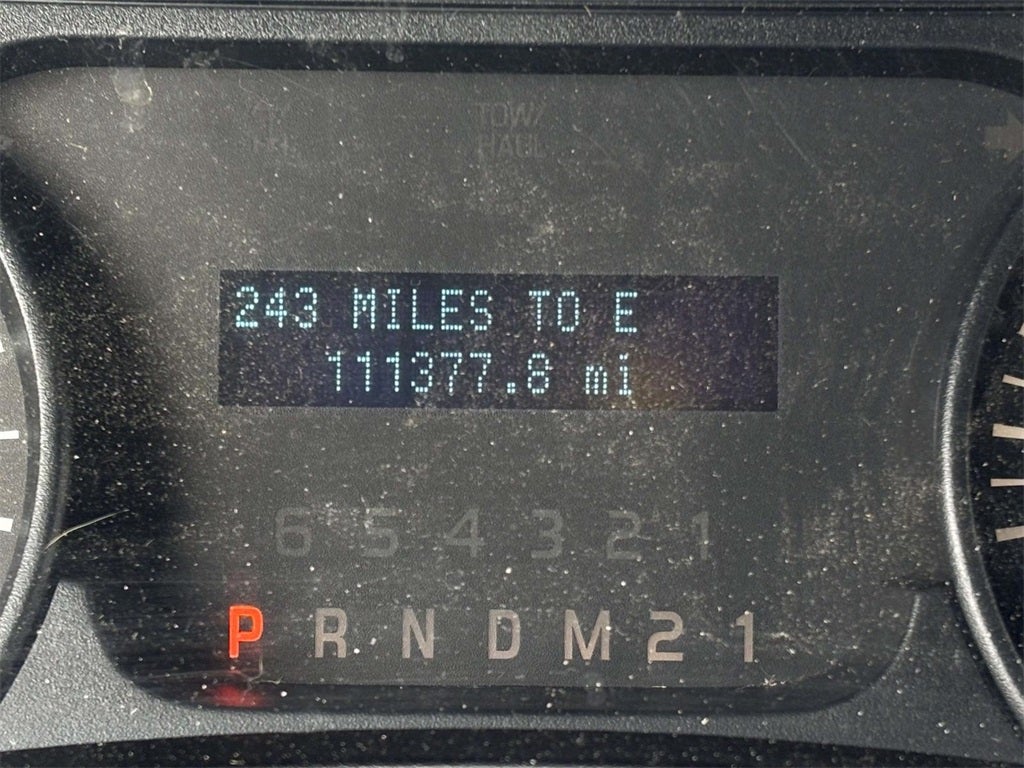 TOW/
HAUL
243 MILES TO E
111377.8 mi
6 5 4 3 2 1
P R N D M 2 1